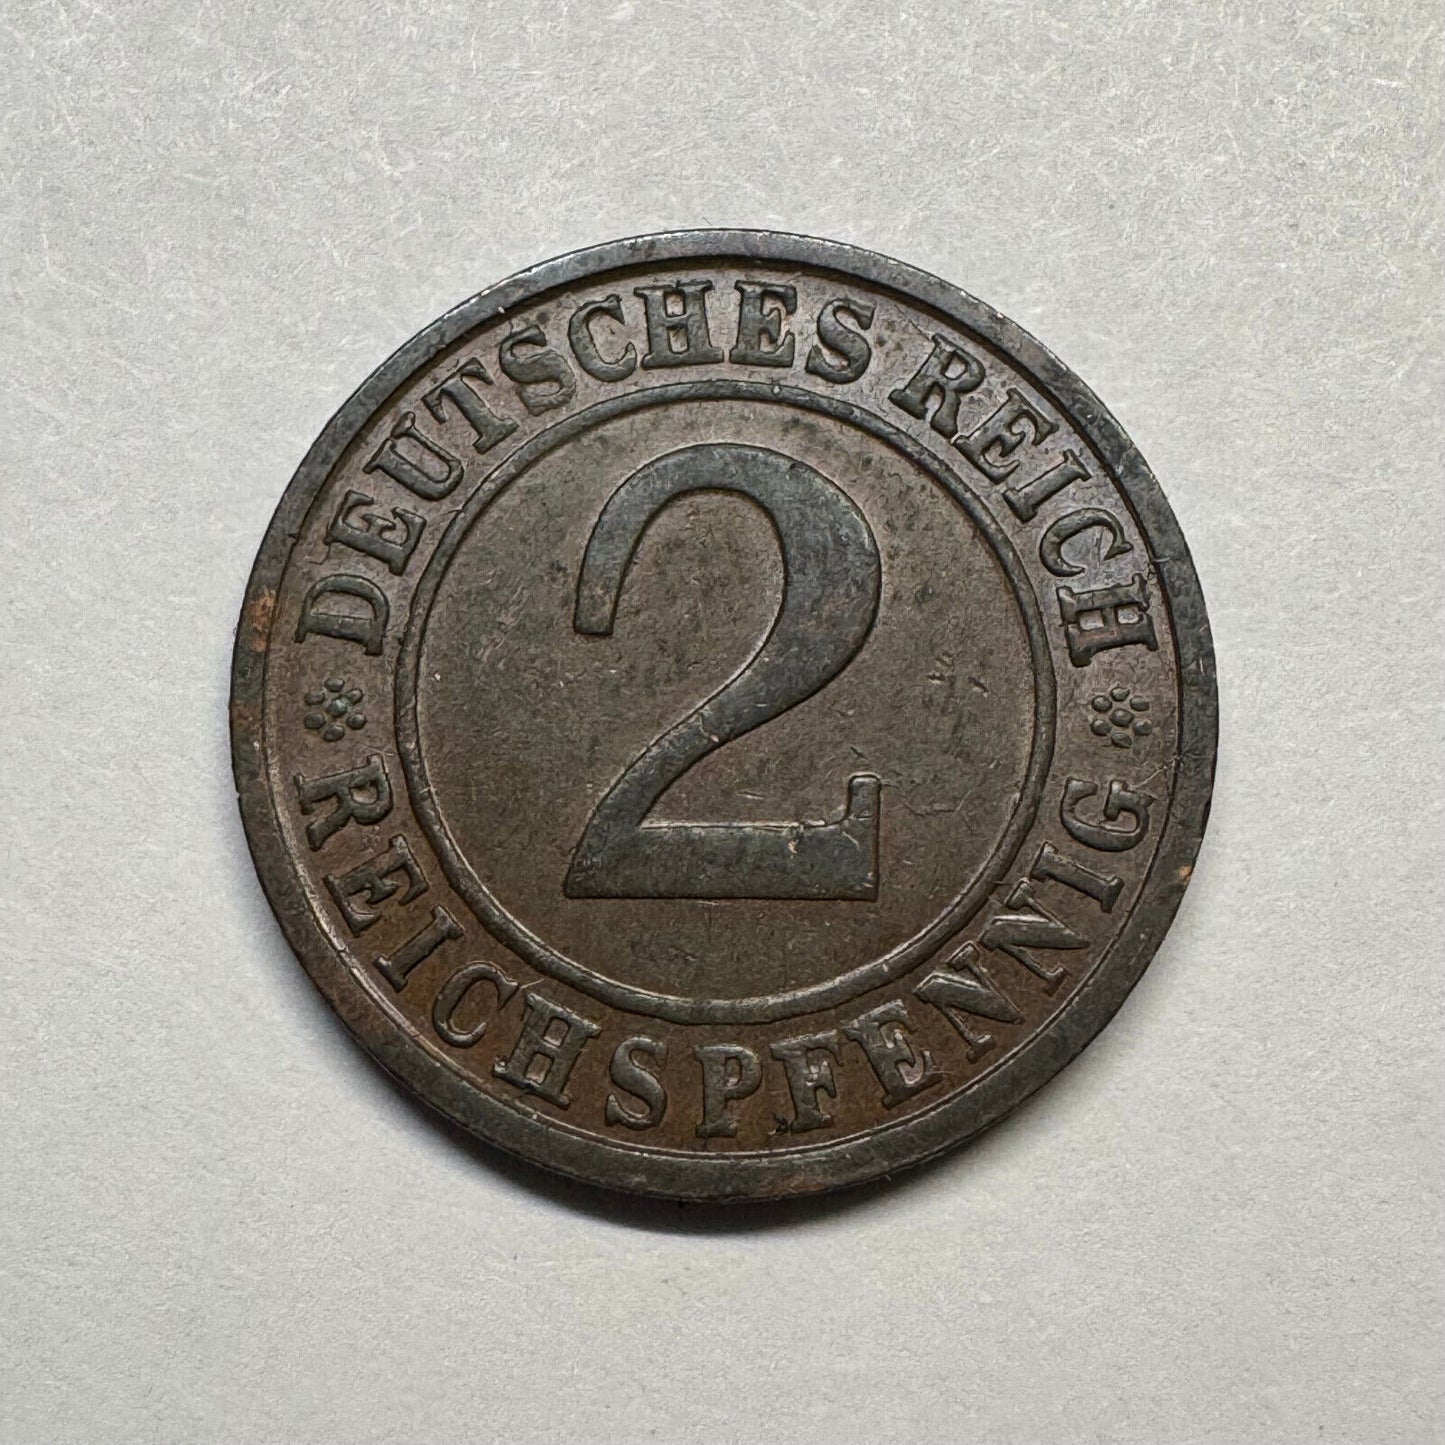 DEUTSCHES REICH
2
REICHSPFENNIG